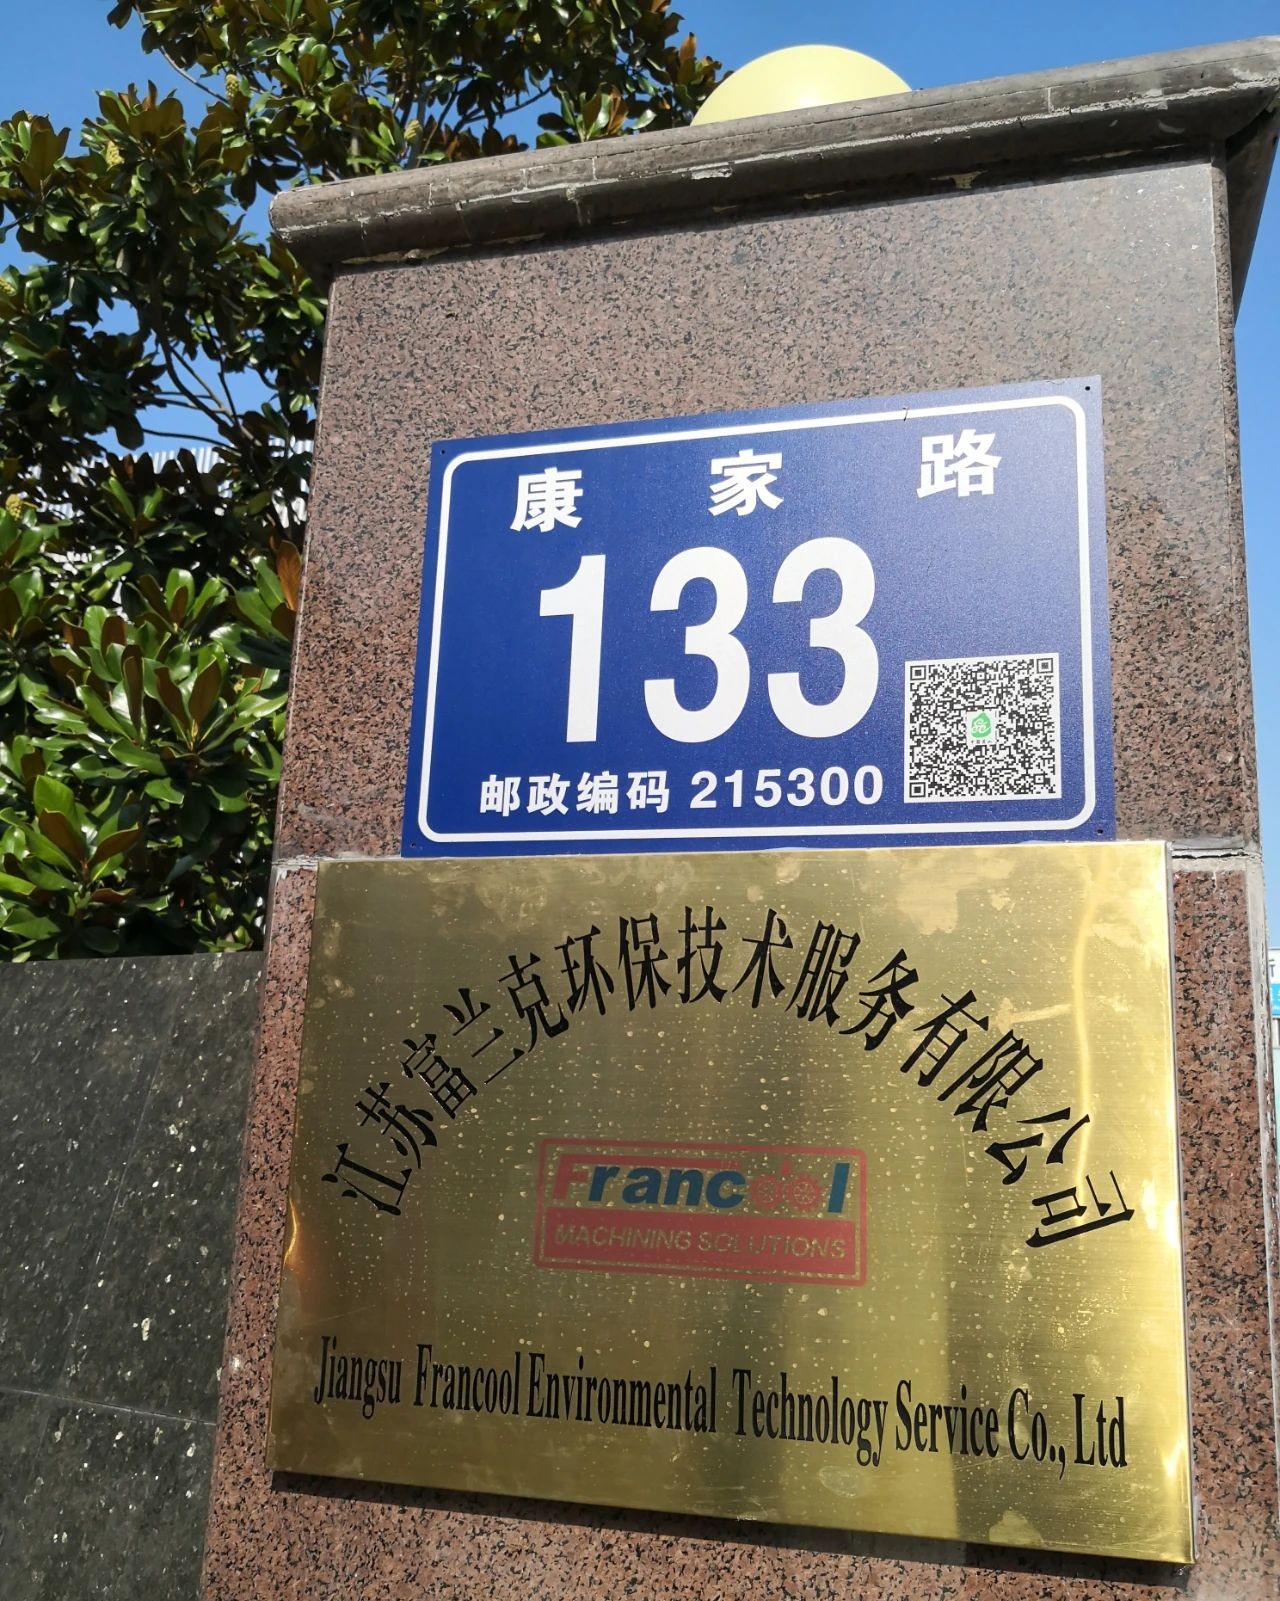 康家路
133
邮政编码 215300
江苏富兰克环保技术服务有限公司
Francool
MACHINING SOLUTIONS
Jiangsu Francool Environmental Technology Service Co., Ltd